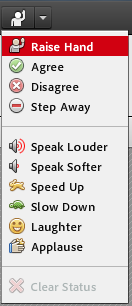 Raise Hand
Agree
Disagree
Step Away
Speak Louder
Speak Softer
Speed Up
Slow Down
Laughter
Applause
Clear Status